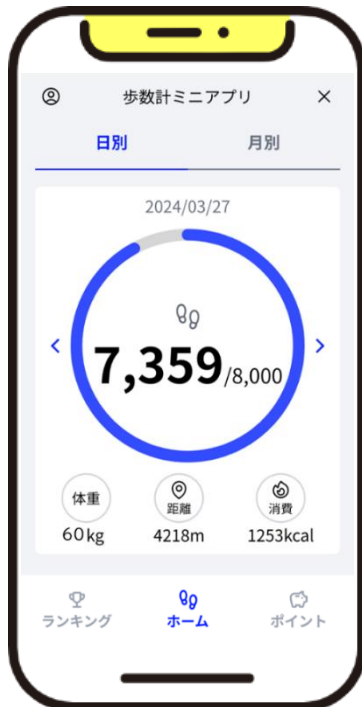 歩数計ミニアプリ
日別 月別
2024/03/27
7,359/8,000
体重 距離 消費
60kg 4218m 1253kcal
ランキング ホーム ポイント